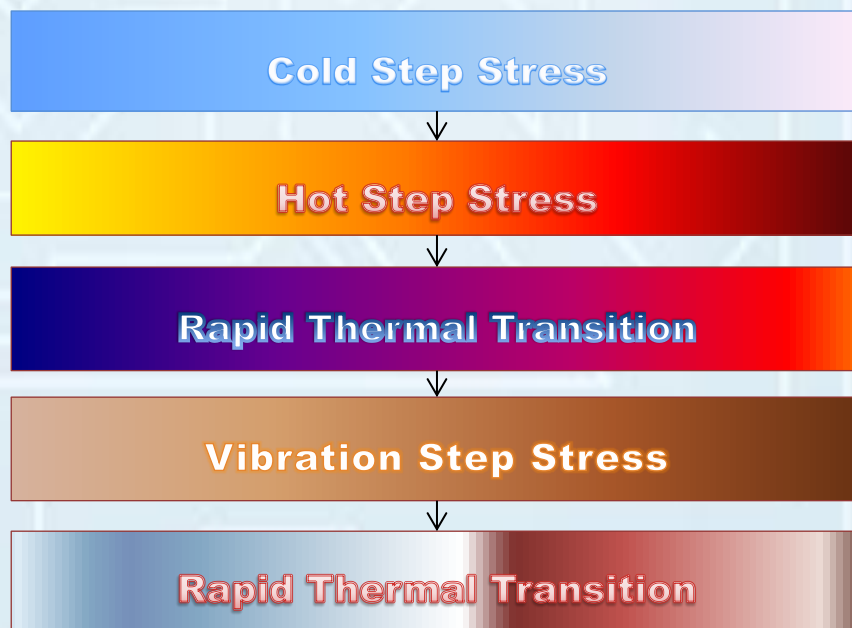 Cold Step Stress
Hot Step Stress
Rapid Thermal Transition
Vibration Step Stress
Rapid Thermal Transition